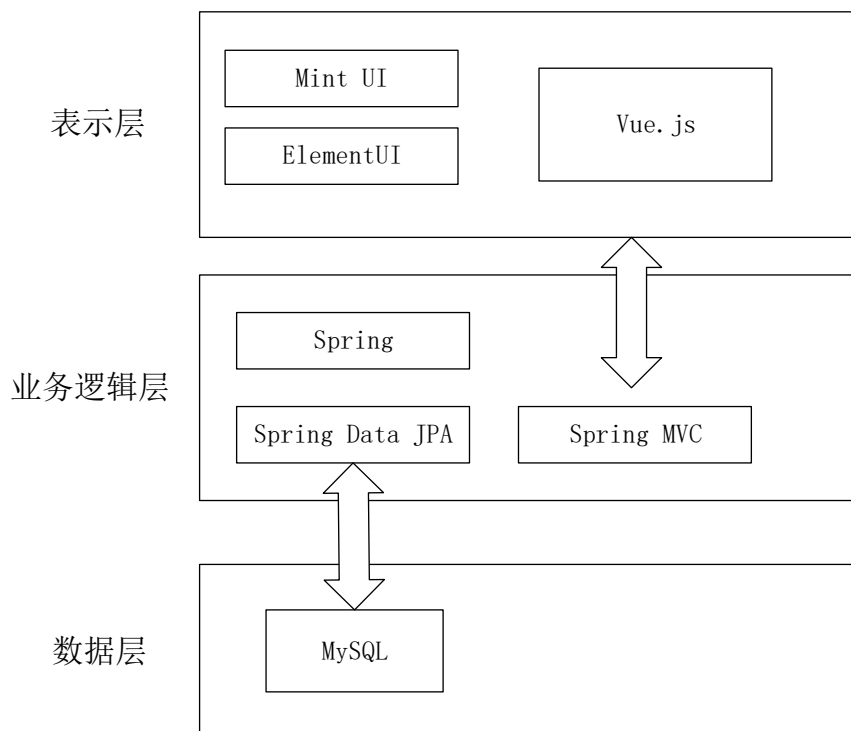 表示层
Mint UI
ElementUI
Vue.js
业务逻辑层
Spring
Spring Data JPA
Spring MVC
数据层
MySQL